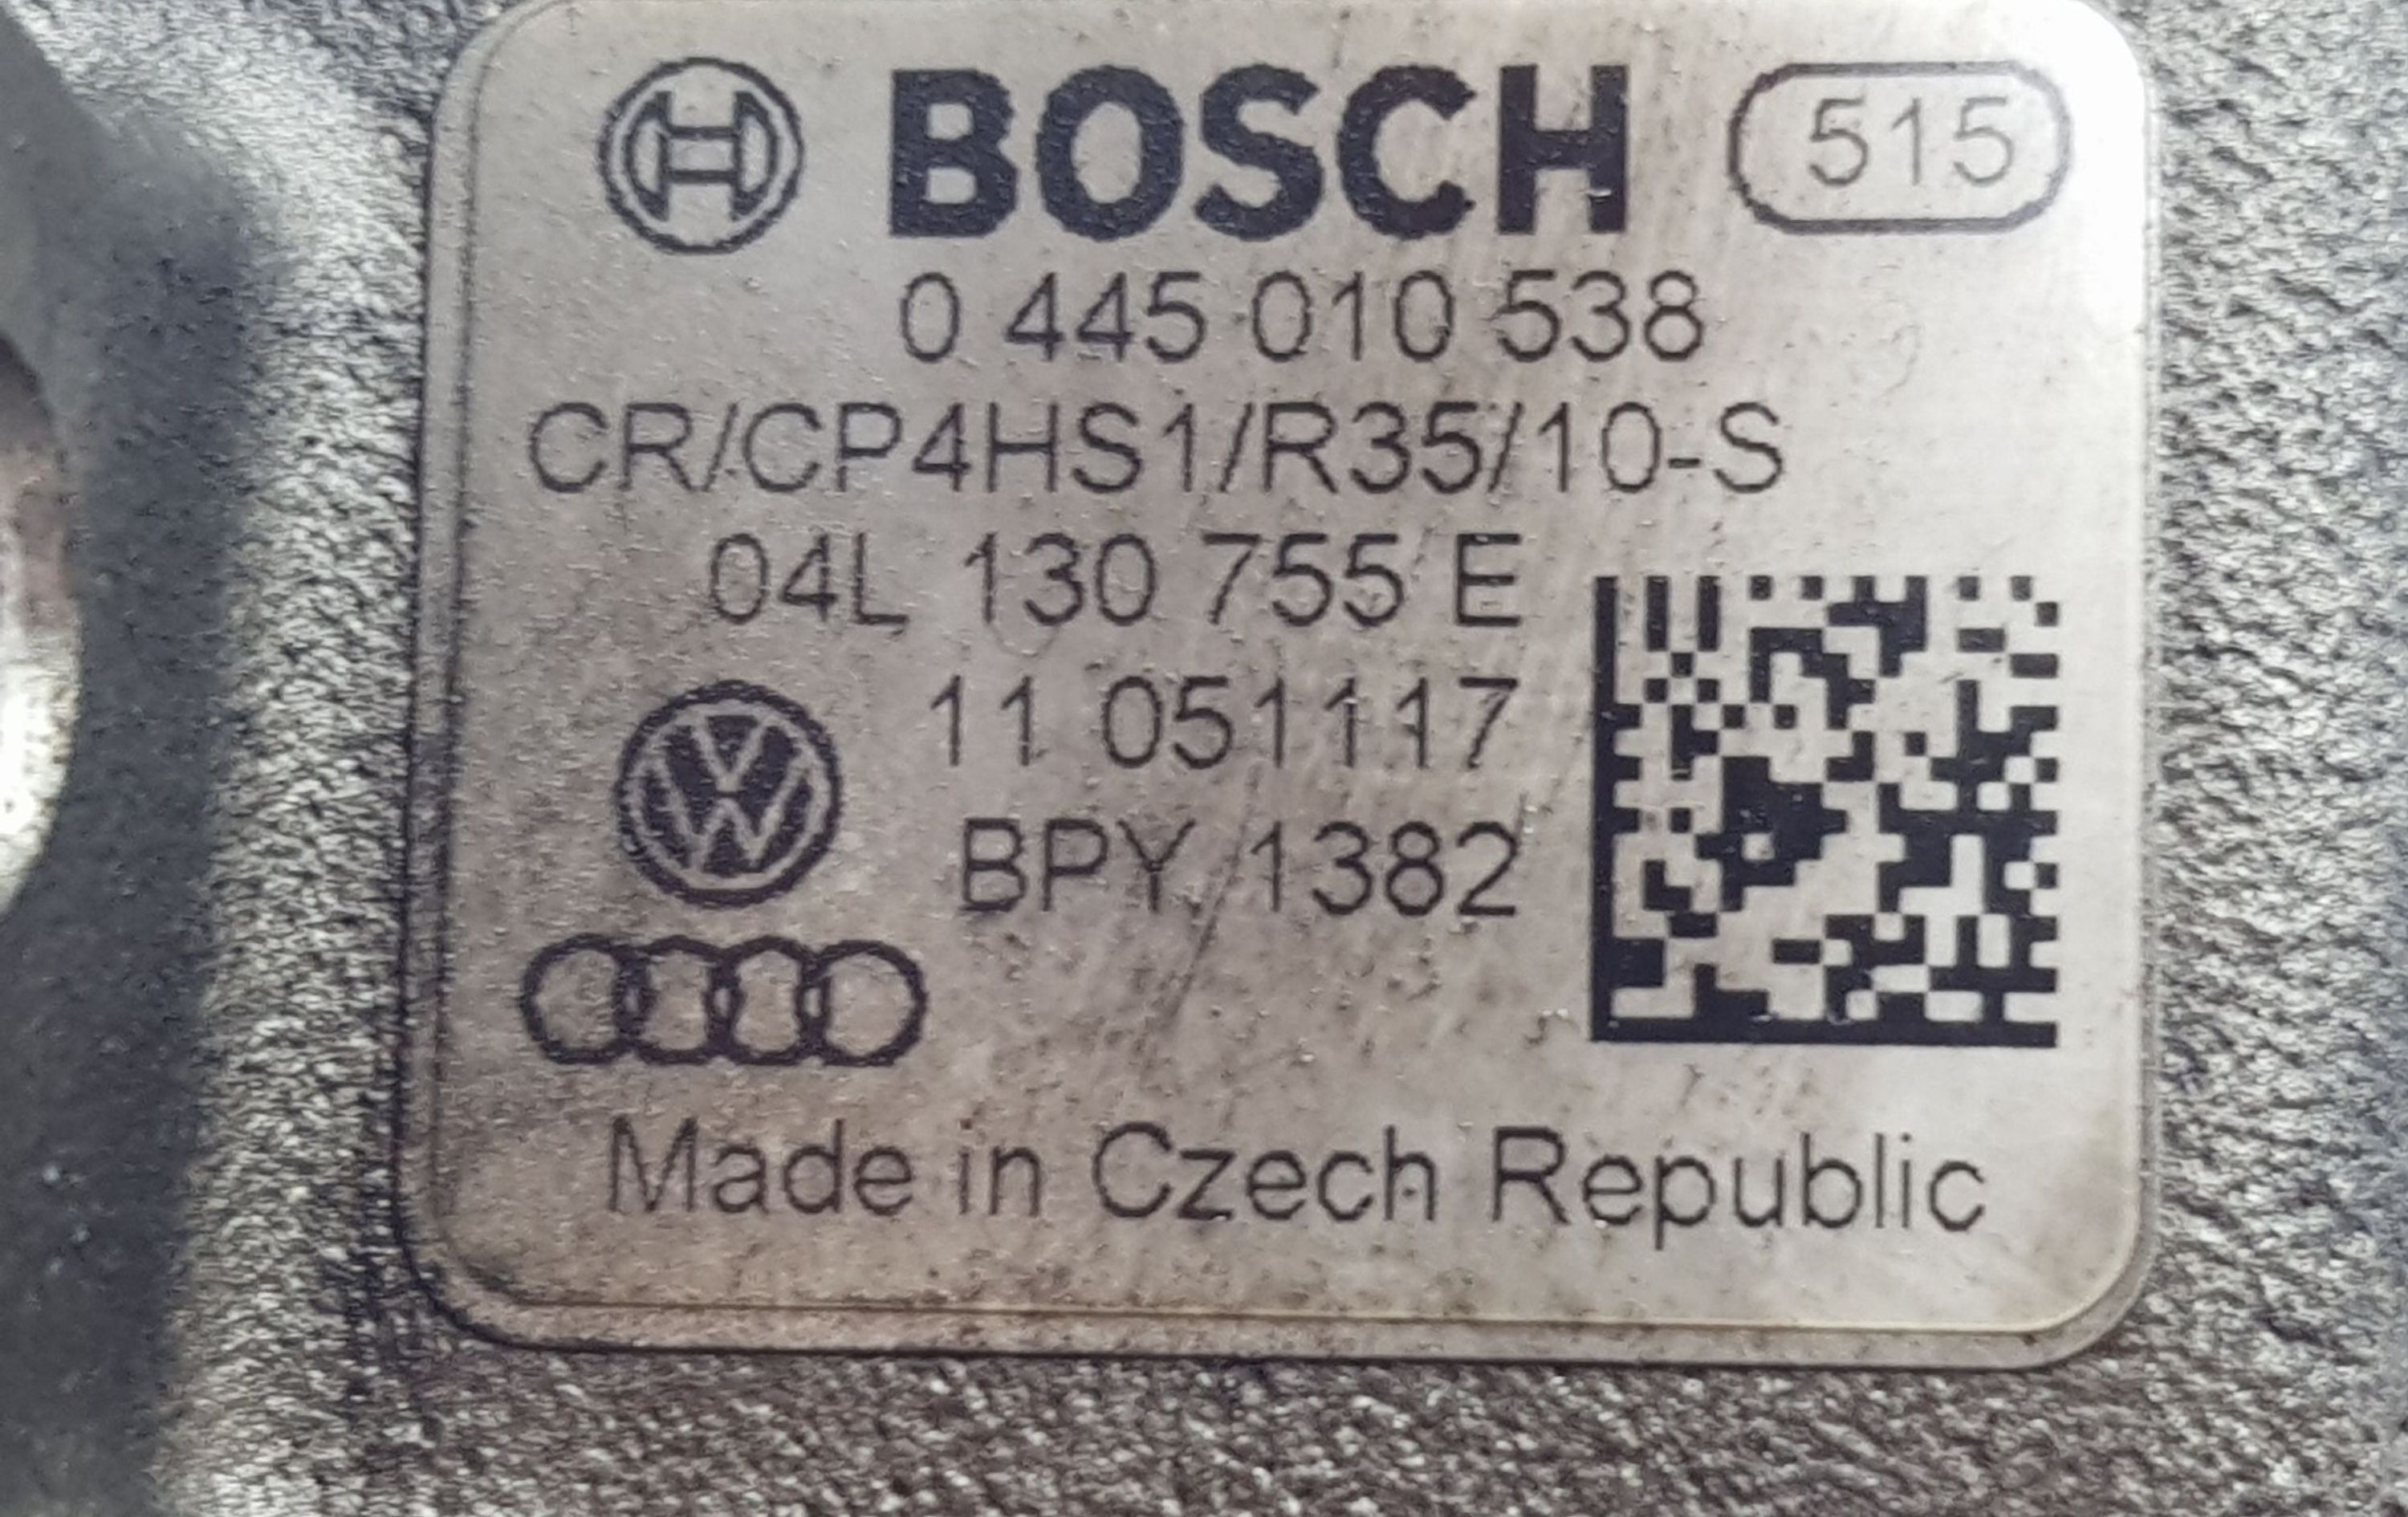 BOSCH 515
0 445 010 538
CR/CP4HS1/R35/10-S
04L 130 755 E
11 051117
BPY 1382
Made in Czech Republic